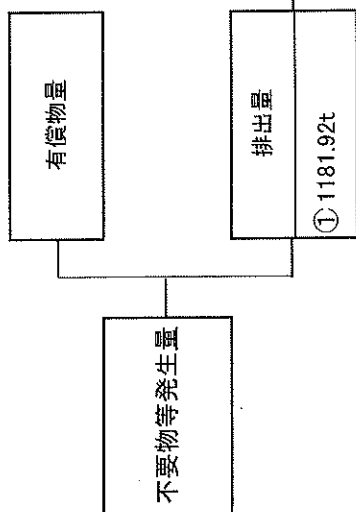 不要物等発生量
有償物量
排出量
①1181.92t